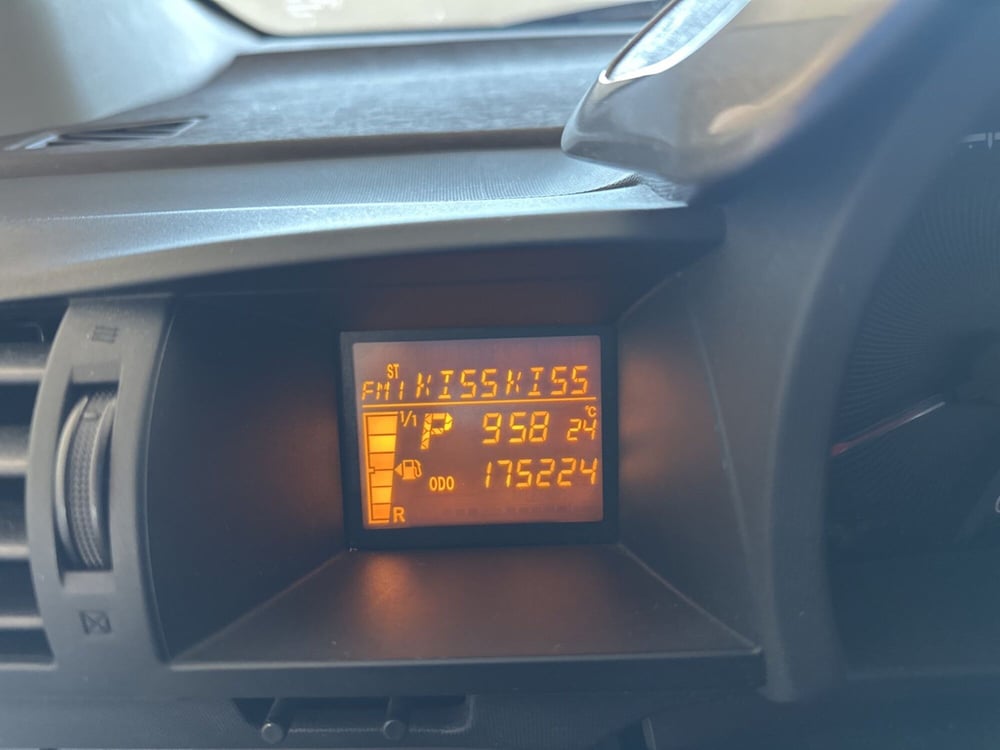 ST
FM1 KISSKISS
1/1 P 958 24°C
ODO 175224
R